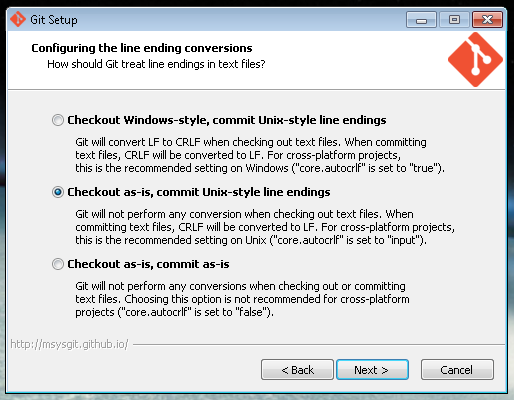 Git Setup
Configuring the line ending conversions
How should Git treat line endings in text files?
Checkout Windows-style, commit Unix-style line endings
Git will convert LF to CRLF when checking out text files. When committing
text files, CRLF will be converted to LF. For cross-platform projects,
this is the recommended setting on Windows ("core.autocrlf" is set to "true").
Checkout as-is, commit Unix-style line endings
Git will not perform any conversion when checking out text files. When
committing text files, CRLF will be converted to LF. For cross-platform projects,
this is the recommended setting on Unix ("core.autocrlf" is set to "input").
Checkout as-is, commit as-is
Git will not perform any conversions when checking out or committing
text files. Choosing this option is not recommended for cross-platform
projects ("core.autocrlf" is set to "false").
http://msysgit.github.io/
< Back Next > Cancel